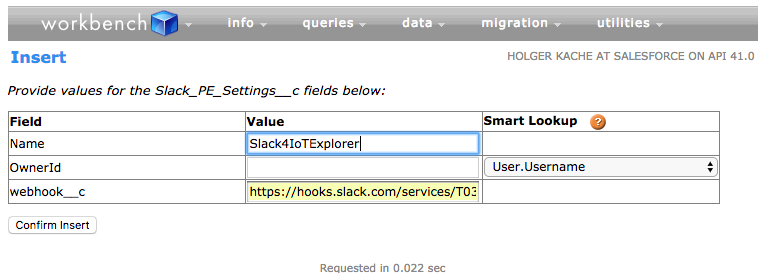 workbench info queries data migration utilities
Insert HOLGER KACHE AT SALESFORCE ON API 41.0
Provide values for the Slack_PE_Settings__c fields below:
Field Value Smart Lookup ?
Name Slack4IoTExplorer
OwnerId User.Username
webhook__c https://hooks.slack.com/services/T03
Confirm Insert
Requested in 0.022 sec